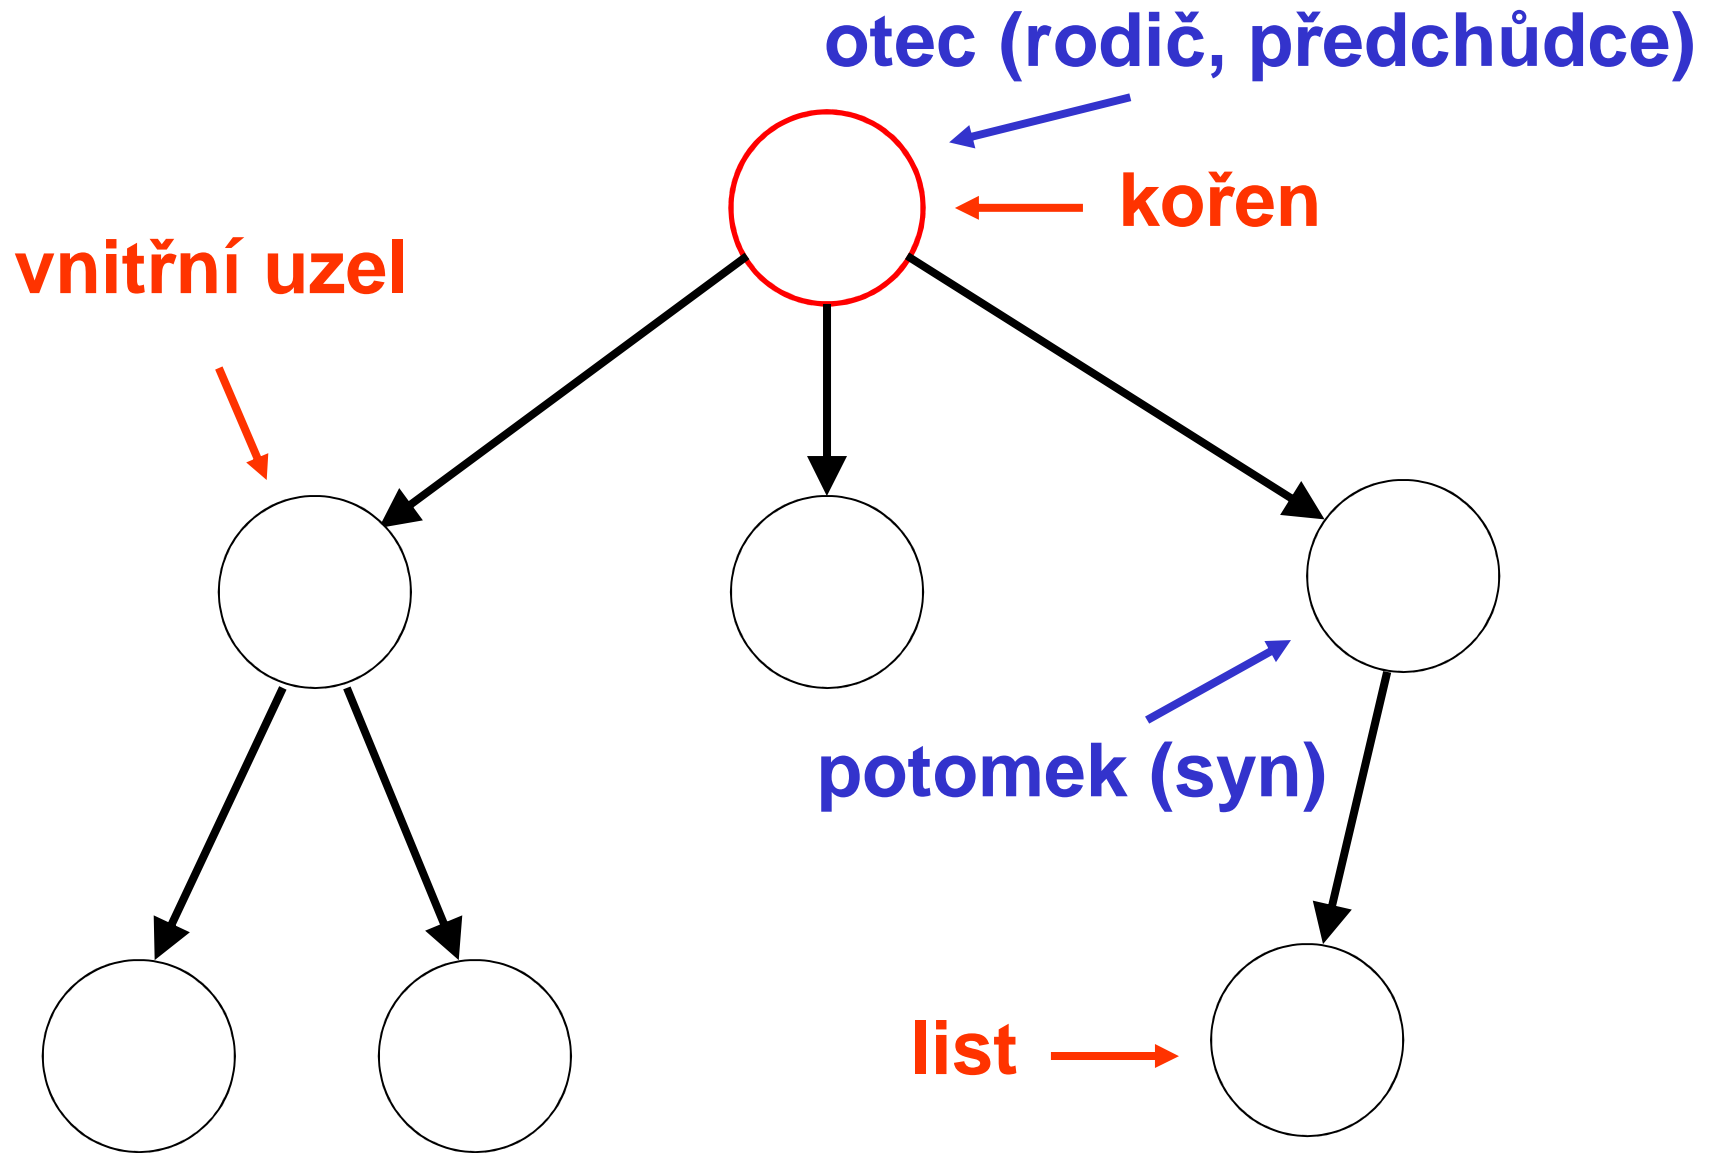 otec (rodič, předchůdce)
kořen
vnitřní uzel
potomek (syn)
list